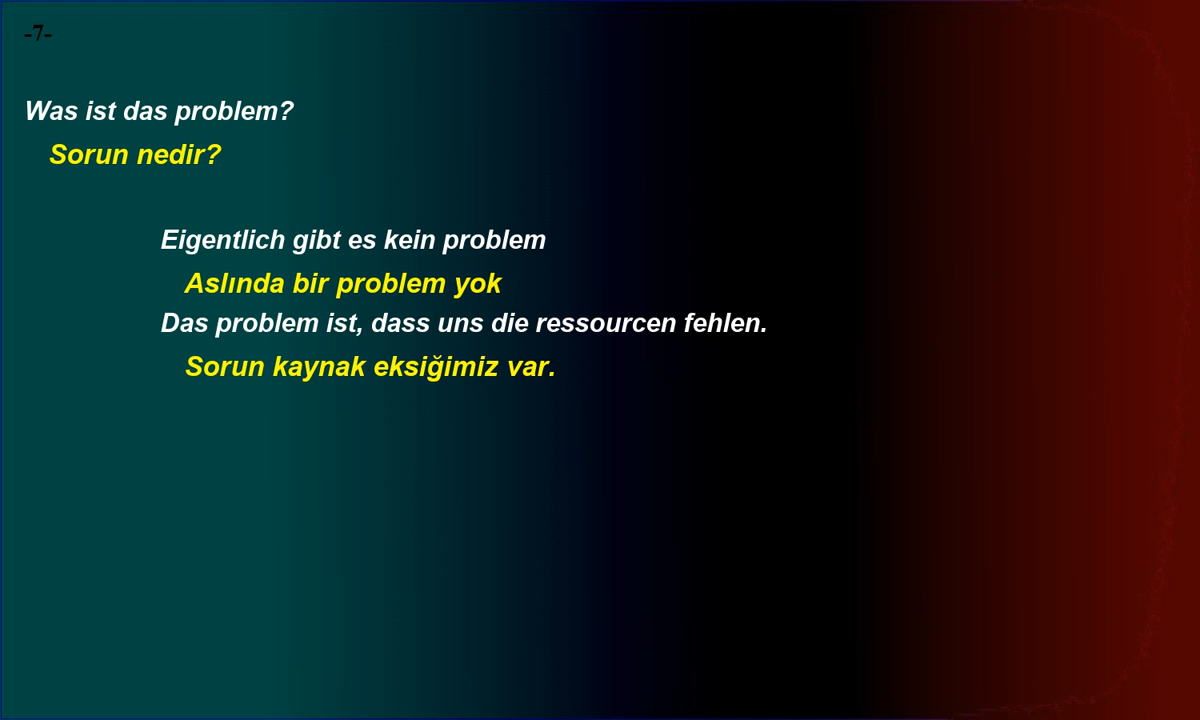 -7-
Was ist das problem?
Sorun nedir?
Eigentlich gibt es kein problem
Aslında bir problem yok
Das problem ist, dass uns die ressourcen fehlen.
Sorun kaynak eksiğimiz var.